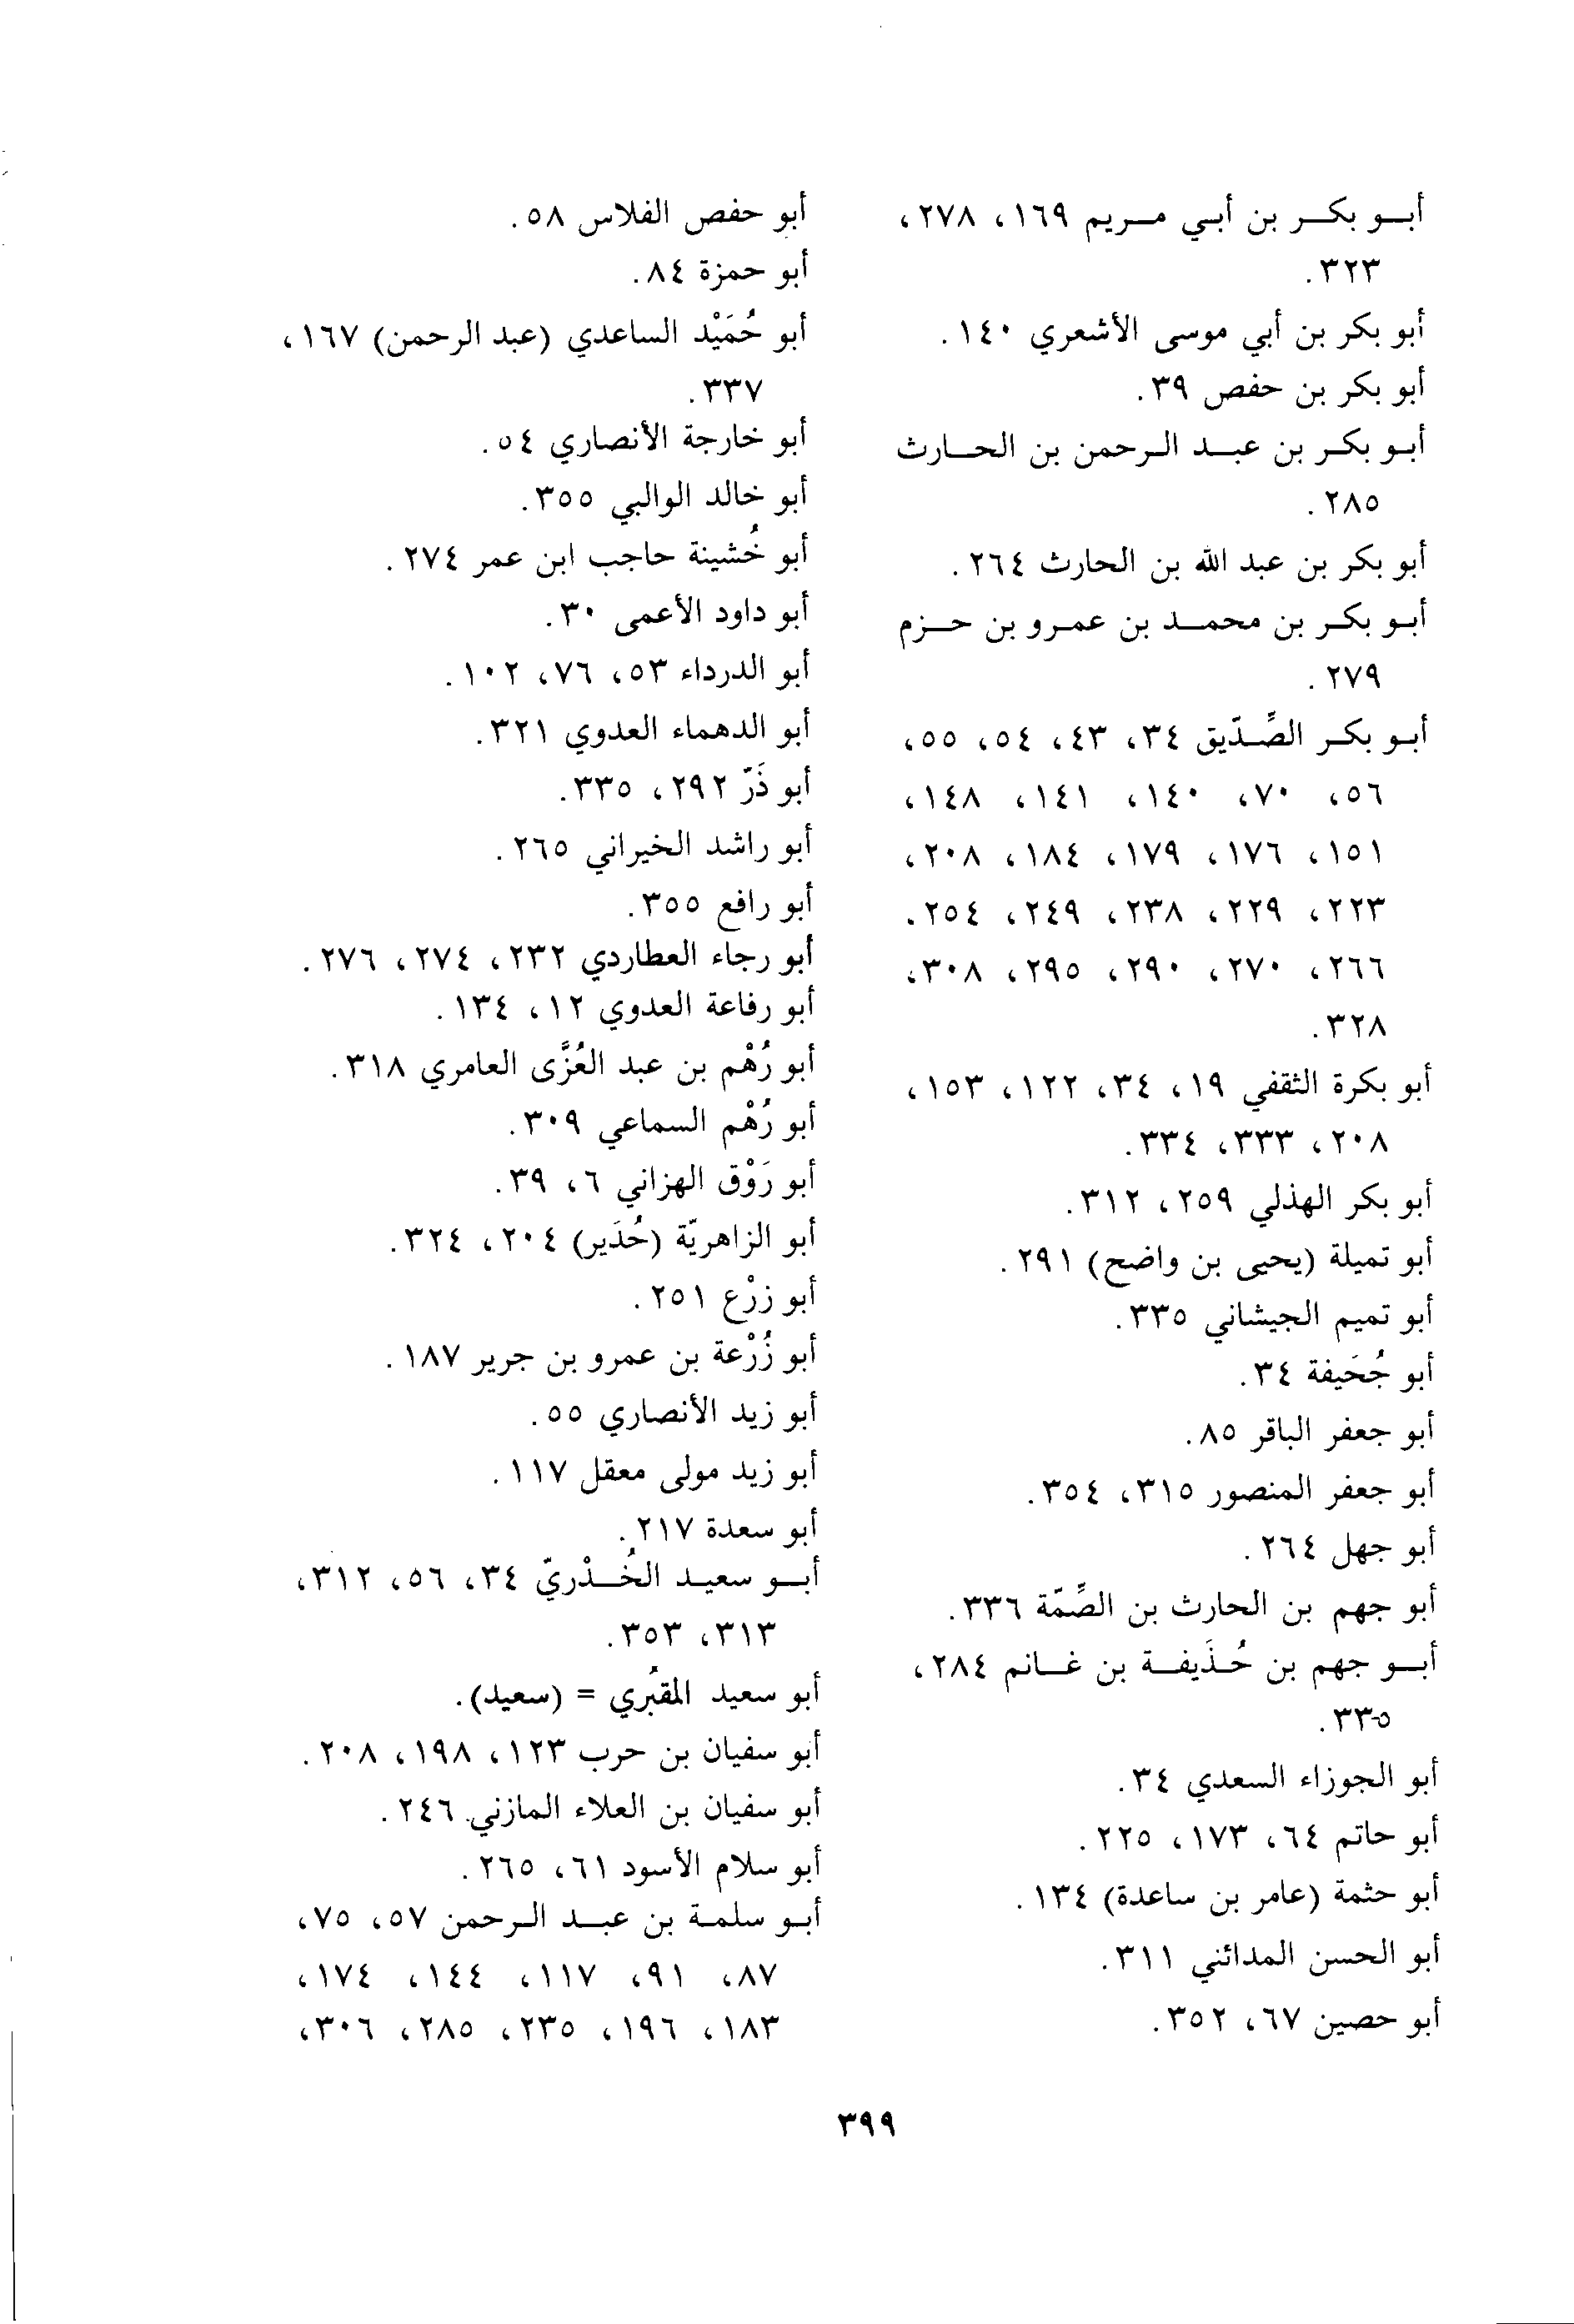 أبو بكر بن أبي مريم ١٦٩، ٢٧٨،
٣٢٣.
أبو بكر بن أبي موسى الأشعري ١٤٠.
أبو بكر بن حفص ٣٩.
أبو بكر بن عبد الرحمن بن الحارث
٢٨٥.
أبو بكر بن عبد الله بن الحارث ٢٦٤.
أبو بكر بن محمد بن عمرو بن حزم
٢٧٩.
أبو بكر الصِّدّيق ٣٤، ٤٣، ٥٤، ٥٥،
٥٦، ٧٠، ١٤٠، ١٤١، ١٤٨،
١٥١، ١٧٦، ١٧٩، ١٨٤، ٢٠٨،
٢٢٣، ٢٢٩، ٢٣٨، ٢٤٩، ٢٥٤.
٢٦٦، ٢٧٠، ٢٩٠، ٢٩٥، ٣٠٨،
٣٢٨.
أبو بكرة الثقفي ١٩، ٣٤، ١٢٢، ١٥٣،
٢٠٨، ٣٣٣، ٣٣٤.
أبو بكر الهذلي ٢٥٩، ٣١٢.
أبو تميلة (يحيى بن واضح) ٢٩١.
أبو تميم الجيشاني ٣٣٥.
أبو جُحَيفة ٣٤.
أبو جعفر الباقر ٨٥.
أبو جعفر المنصور ٣١٥، ٣٥٤.
أبو جهل ٢٦٤.
أبو جهم بن الحارث بن الصِّمّة ٣٣٦.
أبو جهم بن حُذَيفة بن غانم ٢٨٤،
٣٣٥.
أبو الجوزاء السعدي ٣٤.
أبو حاتم ٦٤، ١٧٣، ٢٢٥.
أبو حثمة (عامر بن ساعدة) ١٣٤.
أبو الحسن المدائني ٣١١.
أبو حصين ٦٧، ٣٥٢.
أبو حفص الفلاس ٥٨.
أبو حمزة ٨٤.
أبو حُمَيْد الساعدي (عبد الرحمن) ١٦٧،
٣٣٧.
أبو خارجة الأنصاري ٥٤.
أبو خالد الوالبي ٣٥٥.
أبو خُشينة حاجب ابن عمر ٢٧٤.
أبو داود الأعمى ٣٠.
أبو الدرداء ٥٣، ٧٦، ١٠٢.
أبو الدهماء العدوي ٣٢١.
أبو ذَرّ ٢٩٢، ٣٣٥.
أبو راشد الخيراني ٢٦٥.
أبو رافع ٣٥٥.
أبو رجاء العطاردي ٢٣٢، ٢٧٤، ٢٧٦.
أبو رفاعة العدوي ١٢، ١٣٤.
أبو رُهْم بن عبد العُزَّى العامري ٣١٨.
أبو رُهْم السماعي ٣٠٩.
أبو رَوْق الهزاني ٦، ٣٩.
أبو الزاهريّة (حُدَير) ٢٠٤، ٣٢٤.
أبو زرْع ٢٥١.
أبو زُرْعة بن عمرو بن جرير ١٨٧.
أبو زيد الأنصاري ٥٥.
أبو زيد مولى معقل ١١٧.
أبو سعدة ٢١٧.
أبو سعيد الخُدْريّ ٣٤، ٥٦، ٣١٢،
٣١٣، ٣٥٣.
أبو سعيد المقبُري = (سعيد).
أبو سفيان بن حرب ١٢٣، ١٩٨، ٢٠٨.
أبو سفيان بن العلاء المازني ٢٤٦.
أبو سلام الأسود ٦١، ٢٦٥.
أبو سلمة بن عبد الرحمن ٥٧، ٧٥،
٨٧، ٩١، ١١٧، ١٤٤، ١٧٤،
١٨٣، ١٩٦، ٢٣٥، ٢٨٥، ٣٠٦،
٣٩٩